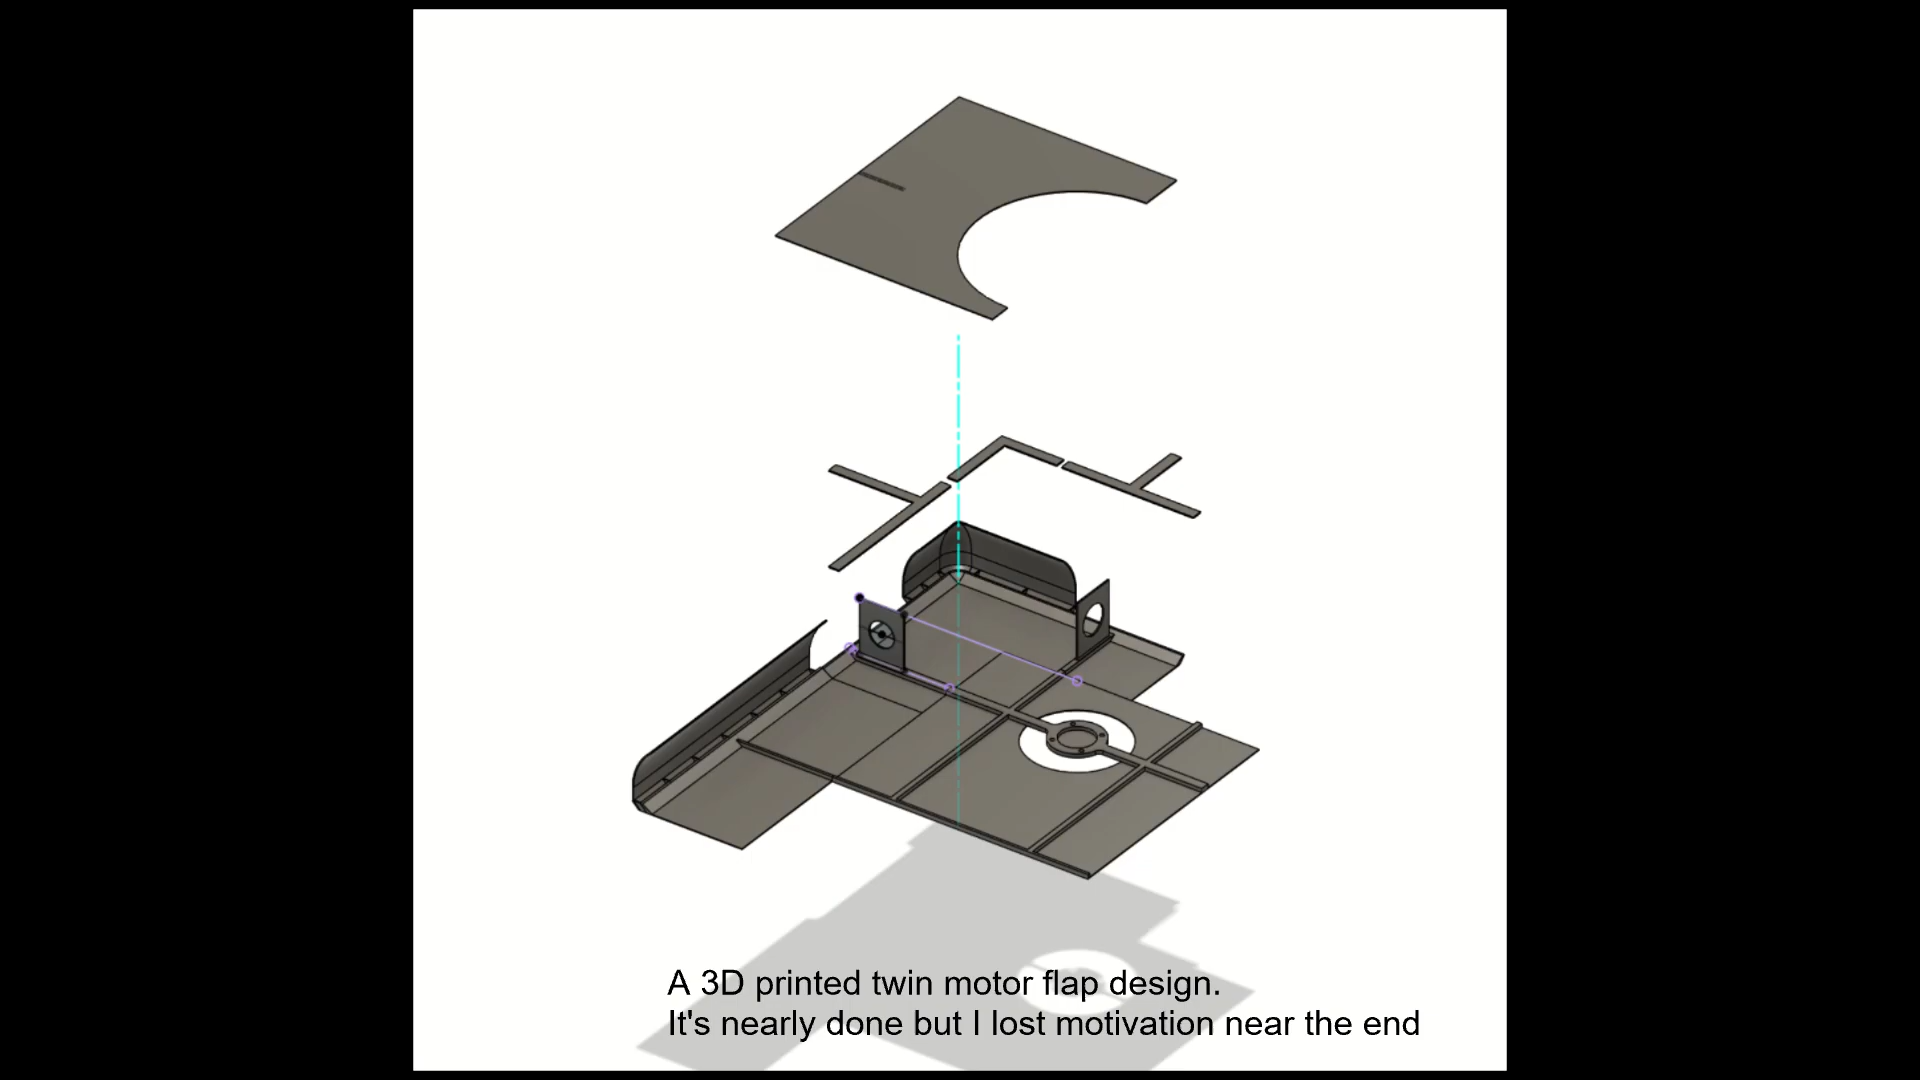 A 3D printed twin motor flap design.
It's nearly done but I lost motivation near the end